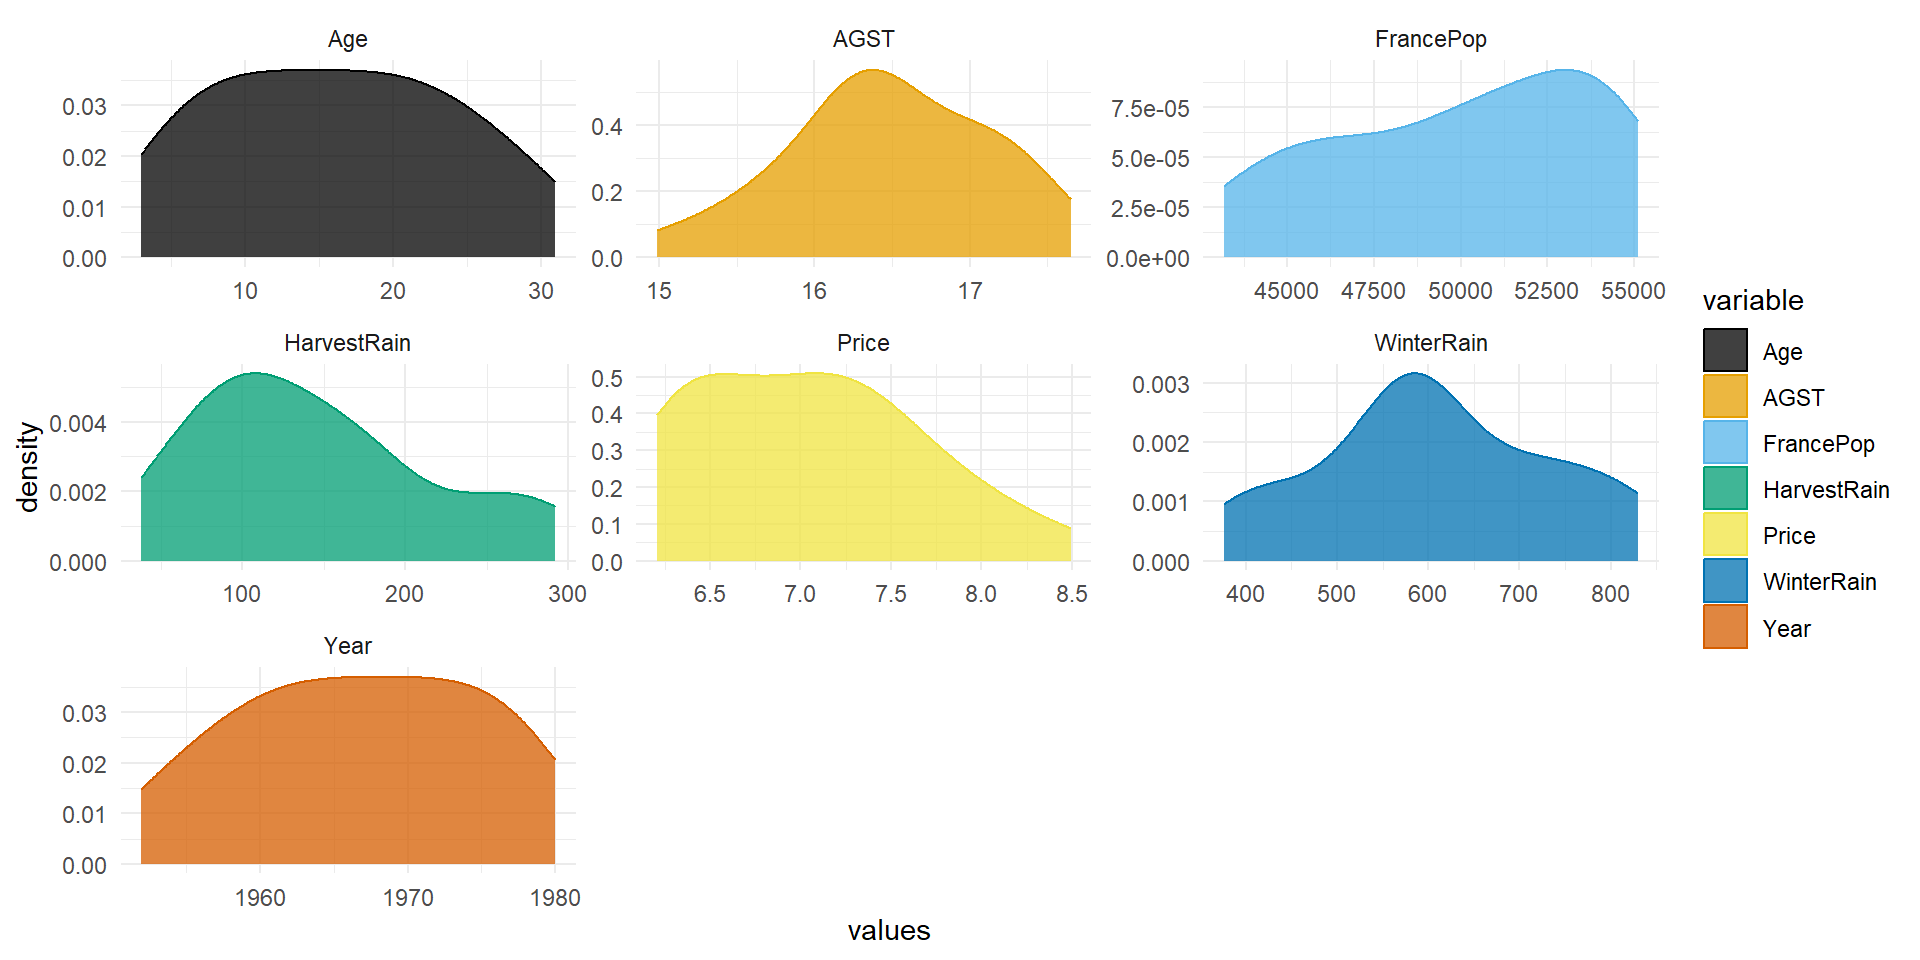 Age
AGST
FrancePop
0.03
0.02
0.01
0.00
10 20 30
0.4
0.2
0.0
15 16 17
7.5e-05
5.0e-05
2.5e-05
0.0e+00
45000 47500 50000 52500 55000
HarvestRain
Price
WinterRain
0.004
0.002
0.000
100 200 300
0.5
0.4
0.3
0.2
0.1
0.0
6.5 7.0 7.5 8.0 8.5
0.003
0.002
0.001
0.000
400 500 600 700 800
Year
0.03
0.02
0.01
0.00
1960 1970 1980
density
values
variable
Age
AGST
FrancePop
HarvestRain
Price
WinterRain
Year